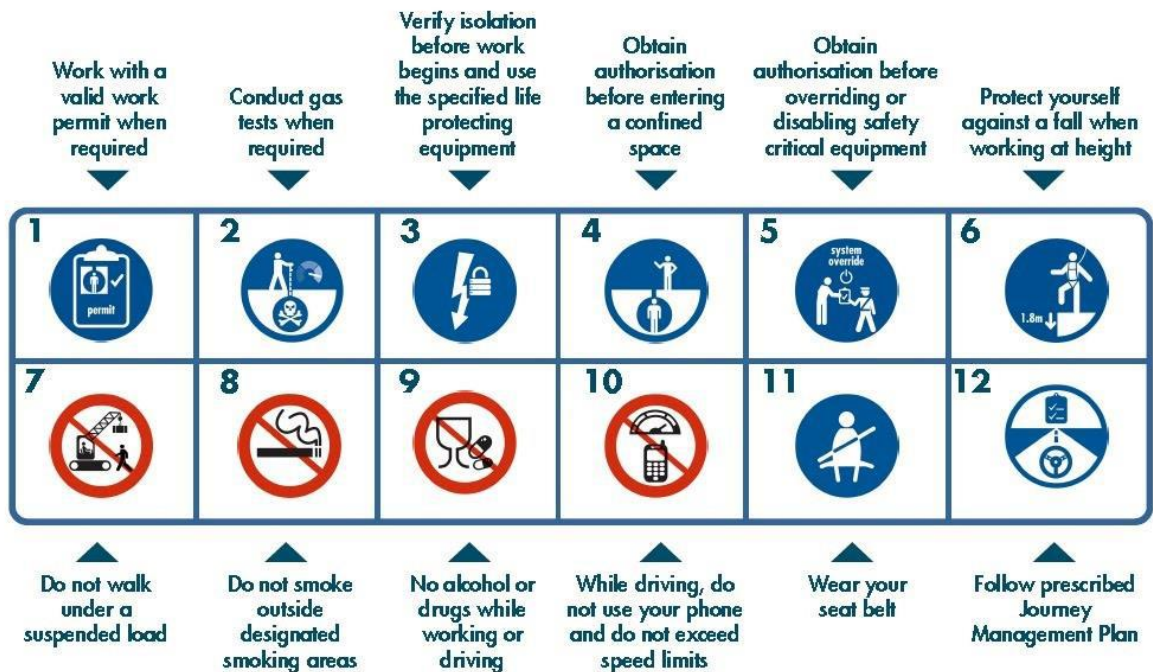 Work with a
valid work
permit when
required
Conduct gas
tests when
required
Verify isolation
before work
begins and use
the specified life
protecting
equipment
Obtain
authorisation
before entering
a confined
space
Obtain
authorisation before
overriding or
disabling safety
critical equipment
Protect yourself
against a fall when
working at height
1
permit
2
3
4
5
system
override
6
1.8m
7
8
9
10
11
12
Do not walk
under a
suspended load
Do not smoke
outside
designated
smoking areas
No alcohol or
drugs while
working or
driving
While driving, do
not use your phone
and do not exceed
speed limits
Wear your
seat belt
Follow prescribed
Journey
Management Plan